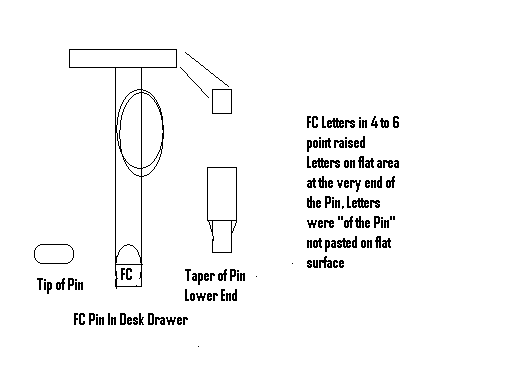 FC Letters in 4 to 6
point raised
Letters on flat area
at the very end of
the Pin, Letters
were "of the Pin"
not pasted on flat
surface
FC
Tip of Pin
Taper of Pin
Lower End
FC Pin In Desk Drawer